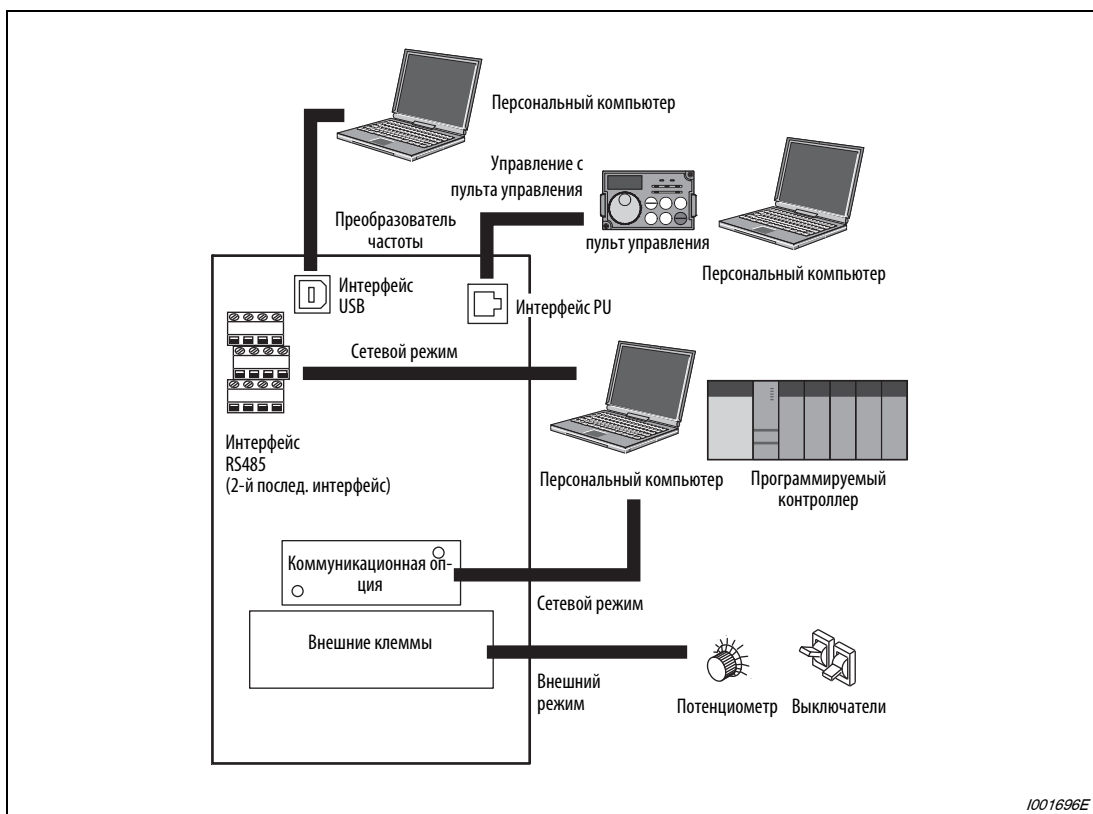 Персональный компьютер
Управление с
пульта управления
Преобразователь
частоты
пульт управления
Персональный компьютер
Интерфейс
USB
Интерфейс PU
Сетевой режим
Интерфейс
RS485
(2-й послед. интерфейс)
Персональный компьютер
Программируемый
контроллер
Коммуникационная оп-
ция
Сетевой режим
Внешние клеммы
Внешний
режим
Потенциометр
Выключатели
I001696E